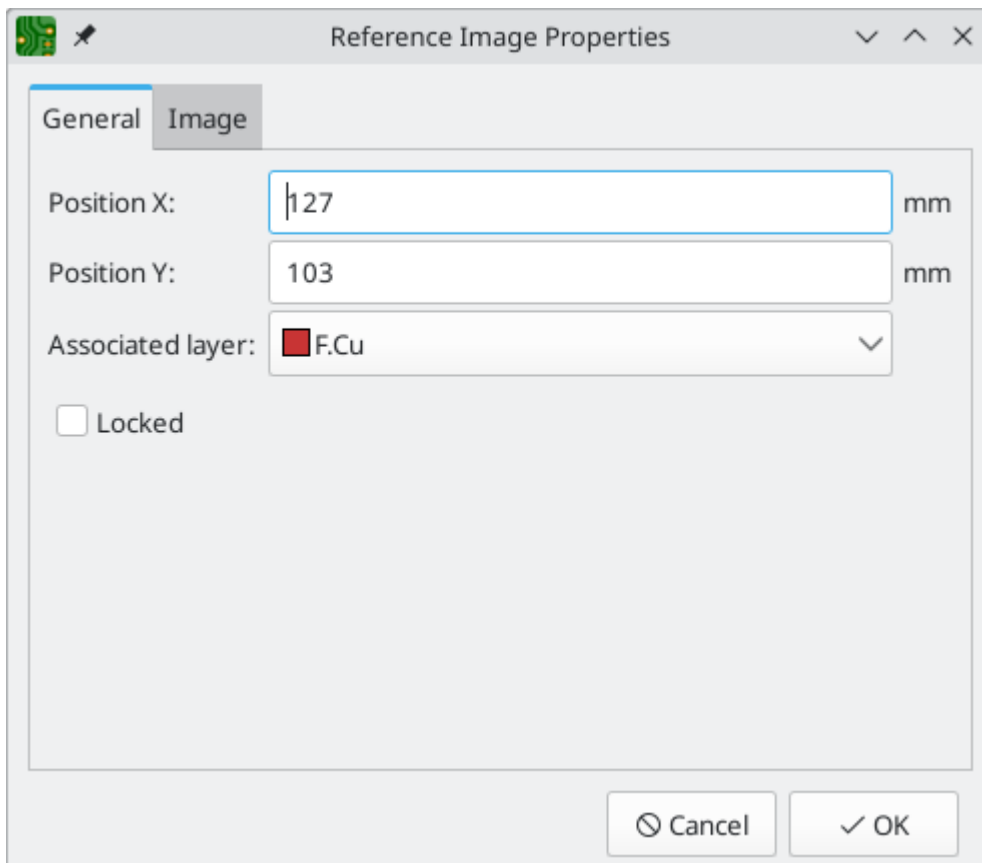 Reference Image Properties
General Image
Position X: 127 mm
Position Y: 103 mm
Associated layer: F.Cu
Locked
Cancel OK